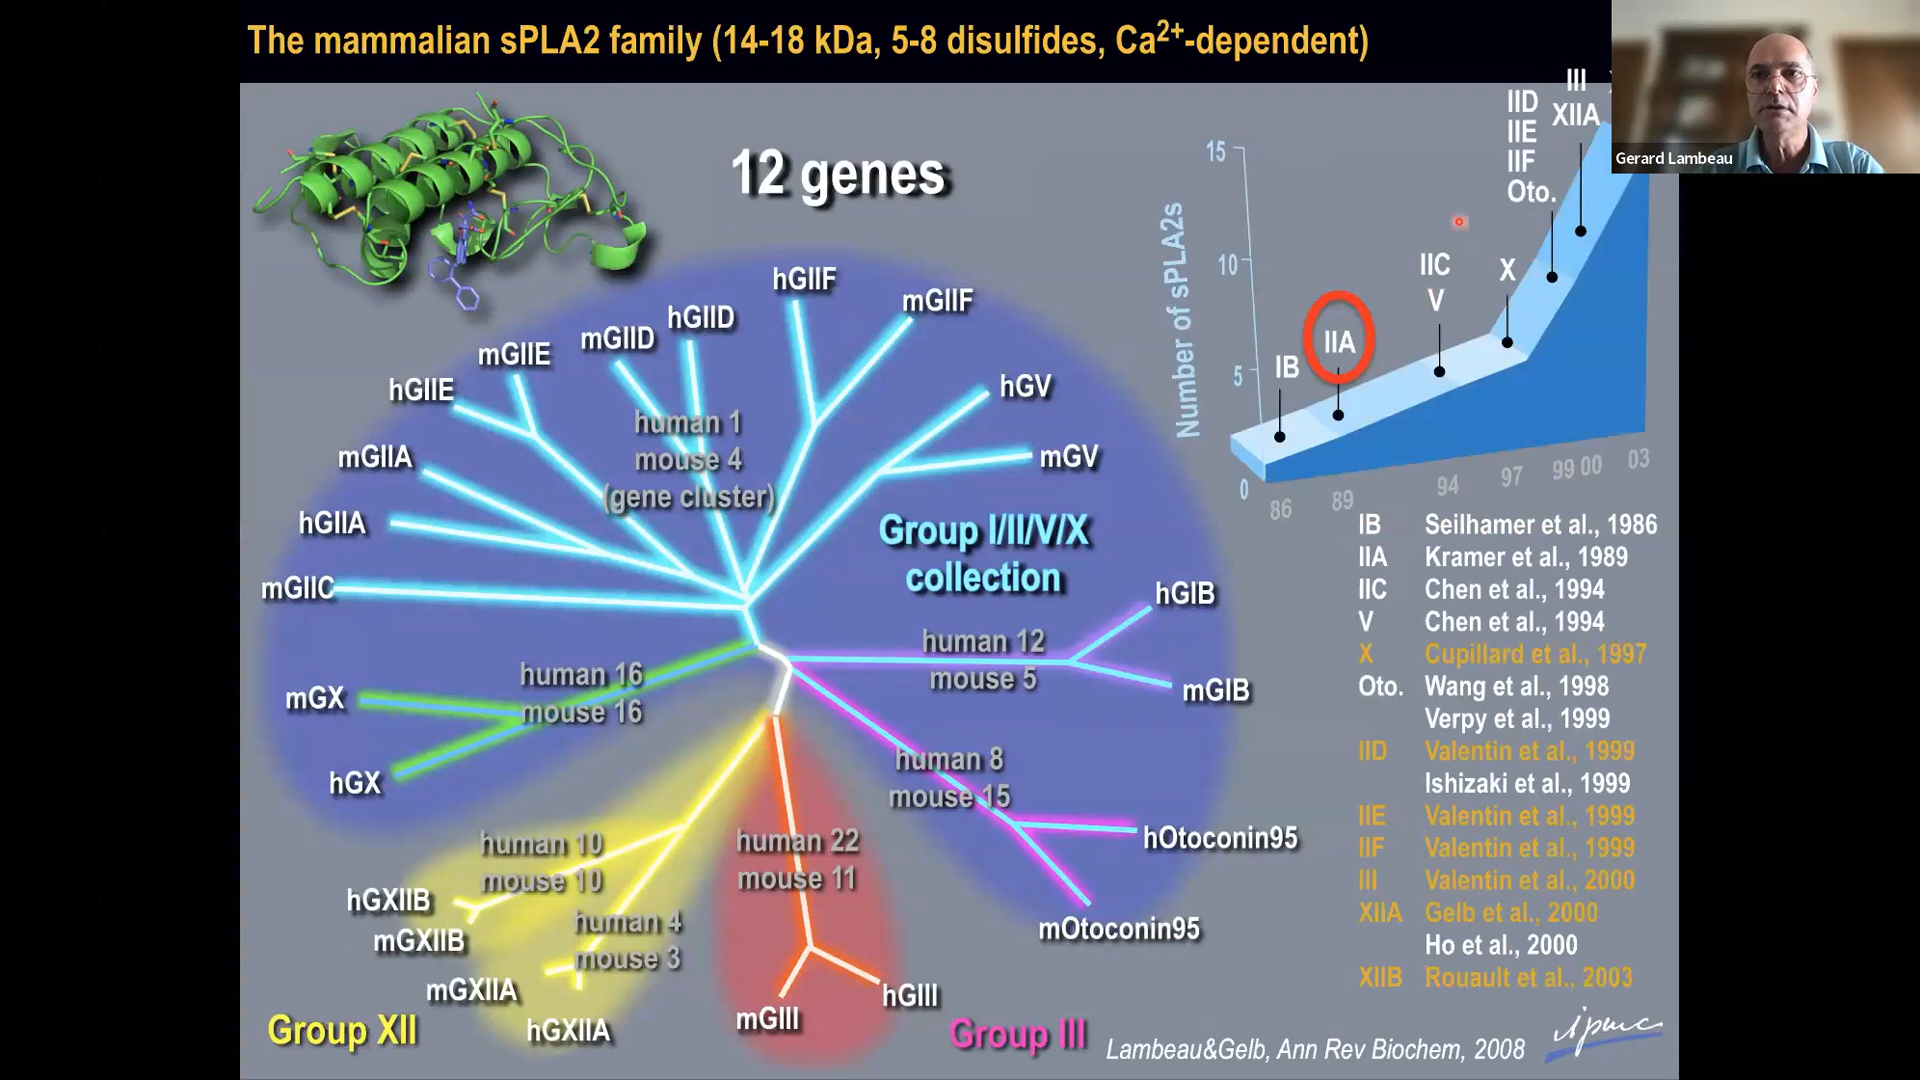 The mammalian sPLA2 family (14-18 kDa, 5-8 disulfides, Ca2+-dependent)
Gerard Lambeau
12 genes
hGIIF
mGIIF
hGIID
mGIID
mGIIE
hGIIE
mGIIA
hGIIA
mGIIC
hGV
mGV
human 1
mouse 4
(gene cluster)
Group I/II/V/X
collection
hGIB
mGIB
human 12
mouse 5
human 16
mouse 16
mGX
hGX
human 8
mouse 15
hOtoconin95
mOtoconin95
human 10
mouse 10
hGXIIB
mGXIIB
human 4
mouse 3
mGXIIA
hGXIIA
Group XII
human 22
mouse 11
mGIII
hGIII
Group III
Number of sPLA2s
15
10
5
0
IB
IIA
IIC
V
X
IID
IIE
IIF
Oto.
III
XIIA
86
89
94
97
99 00
03
IB Seilhamer et al., 1986
IIA Kramer et al., 1989
IIC Chen et al., 1994
V Chen et al., 1994
X Cupillard et al., 1997
Oto. Wang et al., 1998
Verpy et al., 1999
IID Valentin et al., 1999
Ishizaki et al., 1999
IIE Valentin et al., 1999
IIF Valentin et al., 1999
III Valentin et al., 2000
XIIA Gelb et al., 2000
Ho et al., 2000
XIIB Rouault et al., 2003
Lambeau&Gelb, Ann Rev Biochem, 2008
ipmc